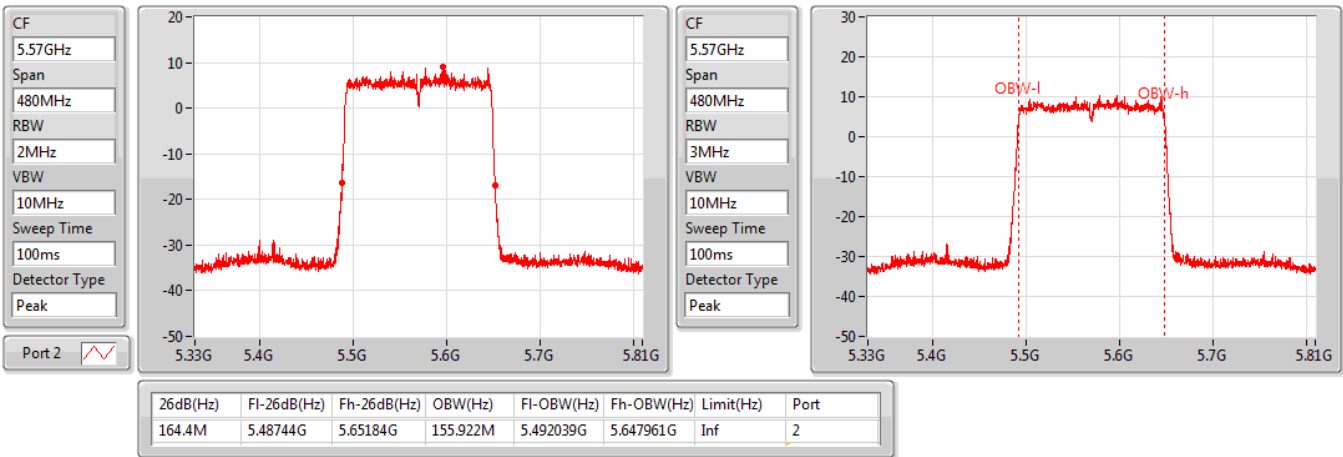 CF
5.57GHz
Span
480MHz
RBW
2MHz
VBW
10MHz
Sweep Time
100ms
Detector Type
Peak
Port 2
20
10
0
-10
-20
-30
-40
-50
5.33G 5.4G 5.5G 5.6G 5.7G 5.81G
CF
5.57GHz
Span
480MHz
RBW
3MHz
VBW
10MHz
Sweep Time
100ms
Detector Type
Peak
30
20
10
0
-10
-20
-30
-40
-50
OBW-l OBW-h
5.33G 5.4G 5.5G 5.6G 5.7G 5.81G
26dB(Hz) Fl-26dB(Hz) Fh-26dB(Hz) OBW(Hz) Fl-OBW(Hz) Fh-OBW(Hz) Limit(Hz) Port
164.4M 5.48744G 5.65184G 155.922M 5.492039G 5.647961G Inf 2